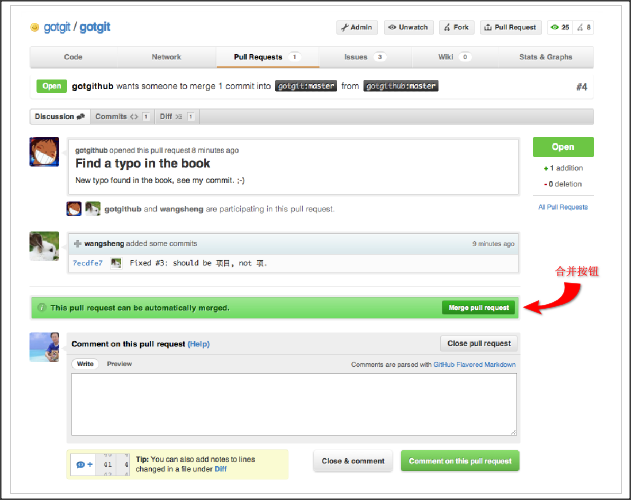 gotgit / gotgit
Admin
Unwatch
Fork
Pull Request
25
8
Code
Network
Pull Requests 1
Issues 3
Wiki 0
Stats & Graphs
Open gotgithub wants someone to merge 1 commit into gotgit:master from gotgithub:master #4
Discussion
Commits <> 1
Diff 1
gotgithub opened this pull request 8 minutes ago
Find a typo in the book
New typo found in the book, see my commit. ;-)
Open
+ 1 addition
- 0 deletion
All Pull Requests
gotgithub and wangsheng are participating in this pull request.
wangsheng added some commits 9 minutes ago
7ecdfe7 Fixed #3: should be 项目, not 项.
合并按钮
This pull request can be automatically merged. Merge pull request
Comment on this pull request (Help) Close pull request
Write Preview Comments are parsed with GitHub Flavored Markdown
+ 41 4
Tip: You can also add notes to lines
changed in a file under Diff
Close & comment
Comment on this pull request